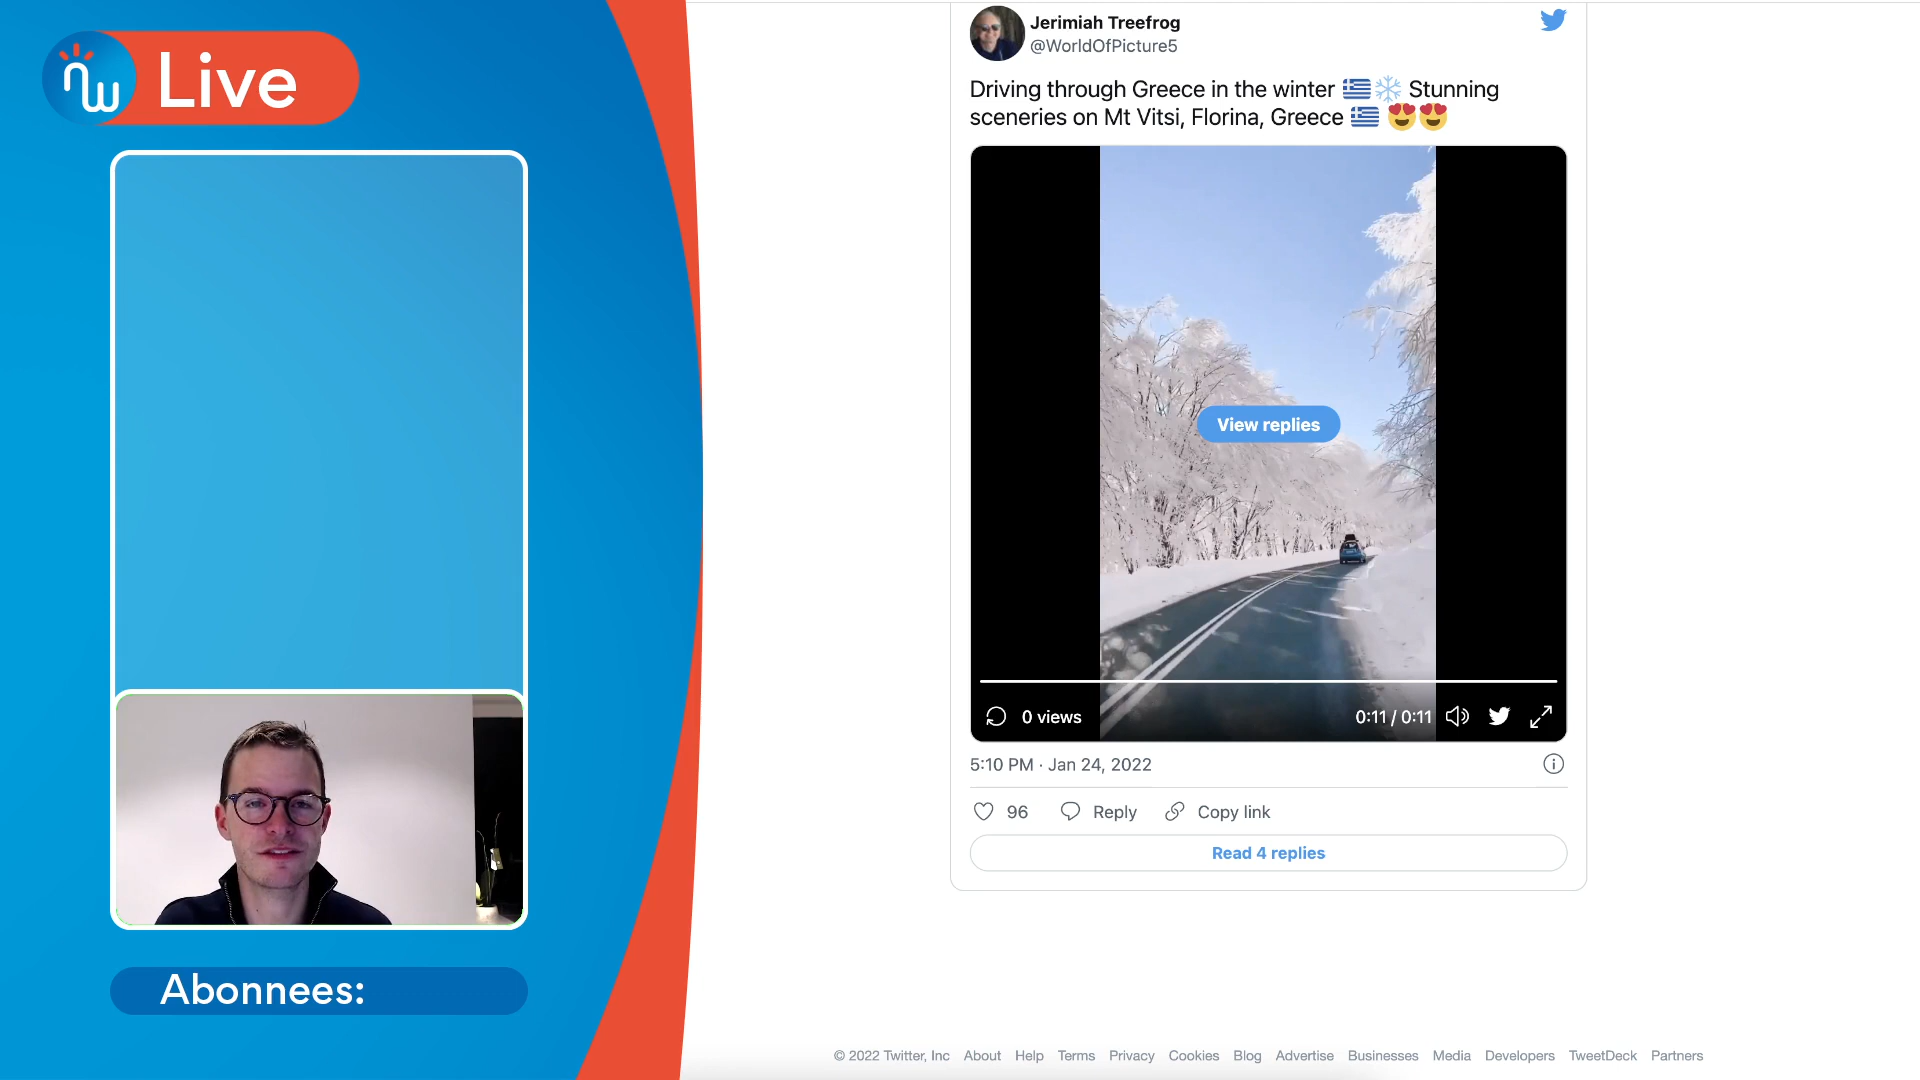 nw Live
Abonnees:
Jerimiah Treefrog
@WorldOfPicture5
Driving through Greece in the winter 🇬🇷❄️ Stunning
sceneries on Mt Vitsi, Florina, Greece 🇬🇷 😍😍
View replies
0 views
0:11 / 0:11
5:10 PM · Jan 24, 2022
96 Reply Copy link
Read 4 replies
© 2022 Twitter, Inc About Help Terms Privacy Cookies Blog Advertise Businesses Media Developers TweetDeck Partners